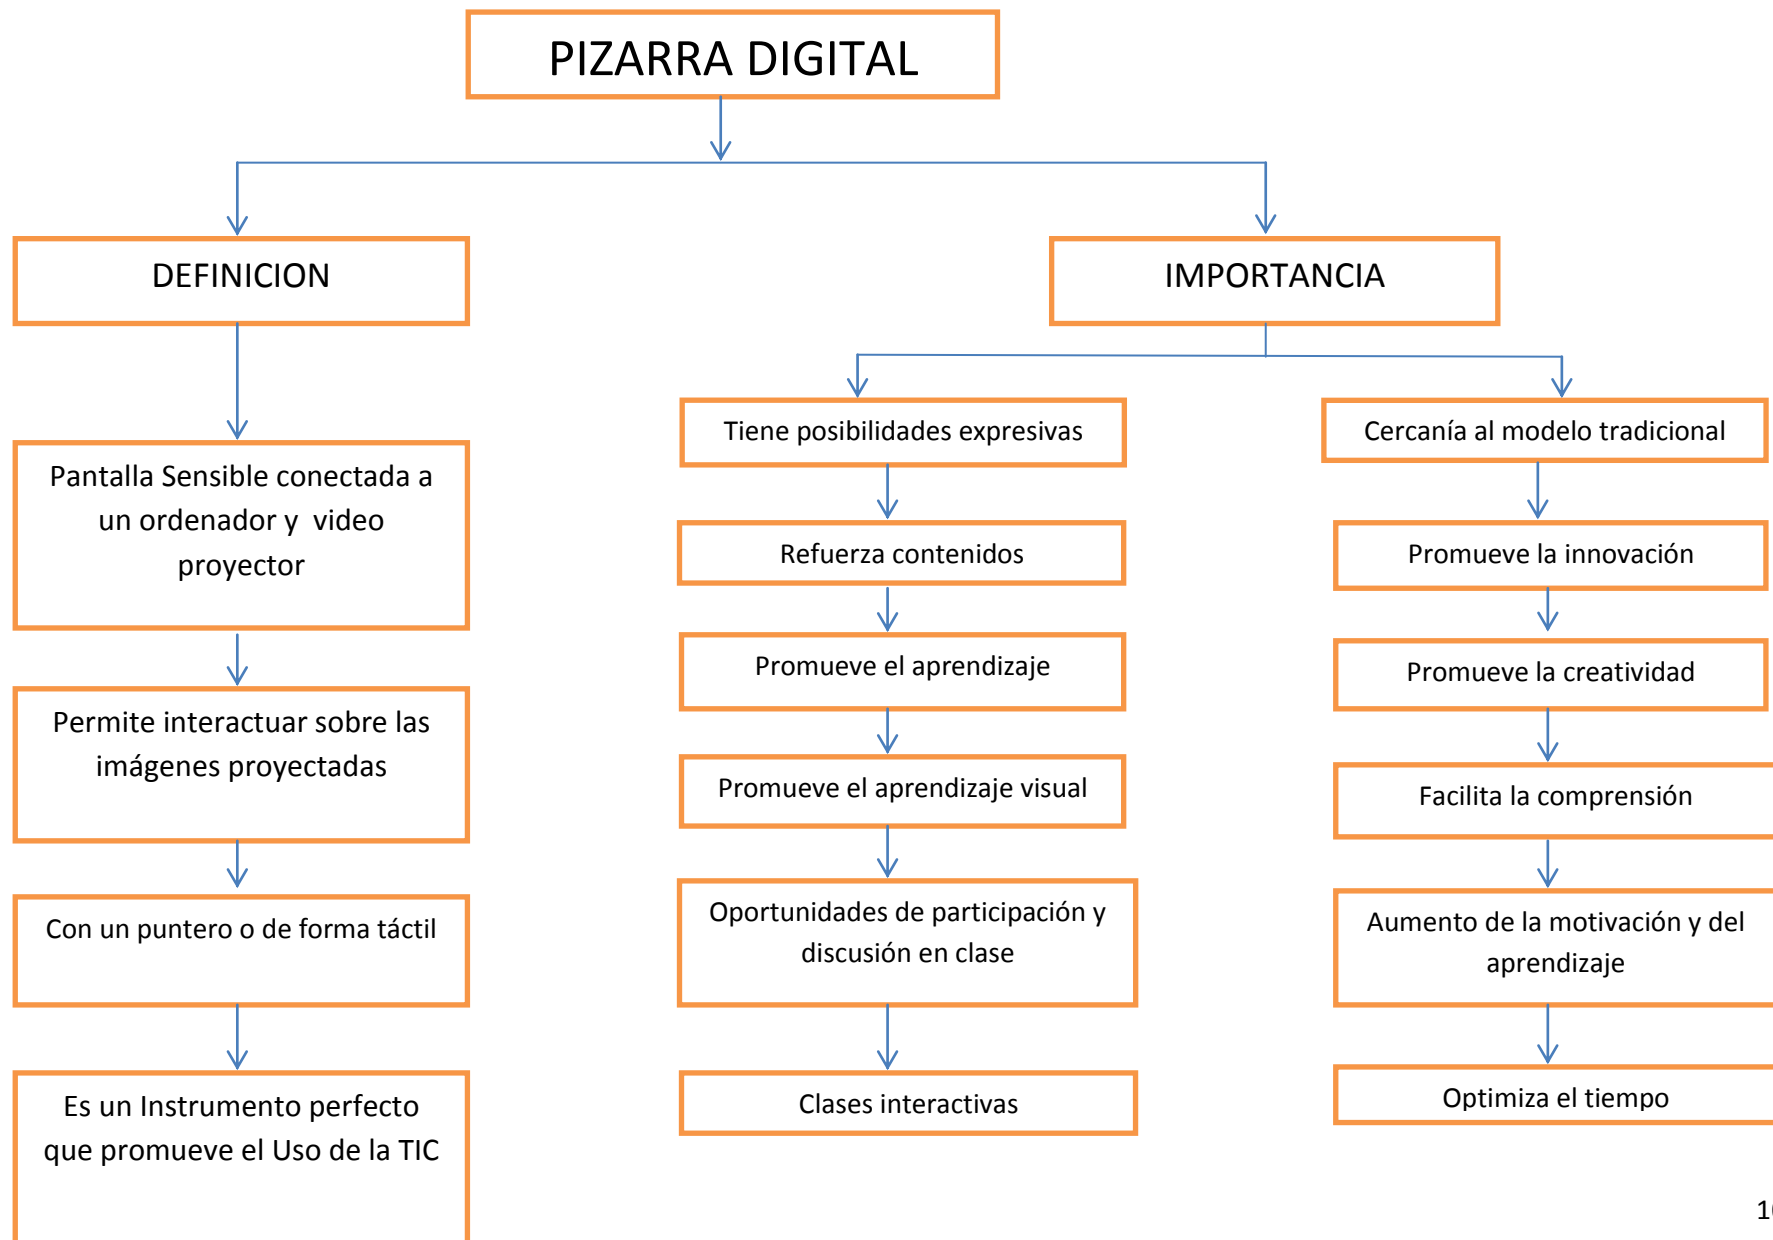 PIZARRA DIGITAL
DEFINICION
Pantalla Sensible conectada a
un ordenador y  video
proyector
Permite interactuar sobre las
imágenes proyectadas
Con un puntero o de forma táctil
Es un Instrumento perfecto
que promueve el Uso de la TIC
IMPORTANCIA
Tiene posibilidades expresivas
Refuerza contenidos
Promueve el aprendizaje
Promueve el aprendizaje visual
Oportunidades de participación y
discusión en clase
Clases interactivas
Cercanía al modelo tradicional
Promueve la innovación
Promueve la creatividad
Facilita la comprensión
Aumento de la motivación y del
aprendizaje
Optimiza el tiempo